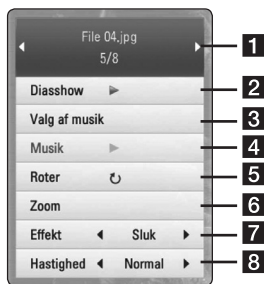 File 04.jpg
1
5/8
Diasshow
2
Valg af musik
3
Musik
4
Roter
5
Zoom
6
Effekt Sluk
7
Hastighed Normal
8